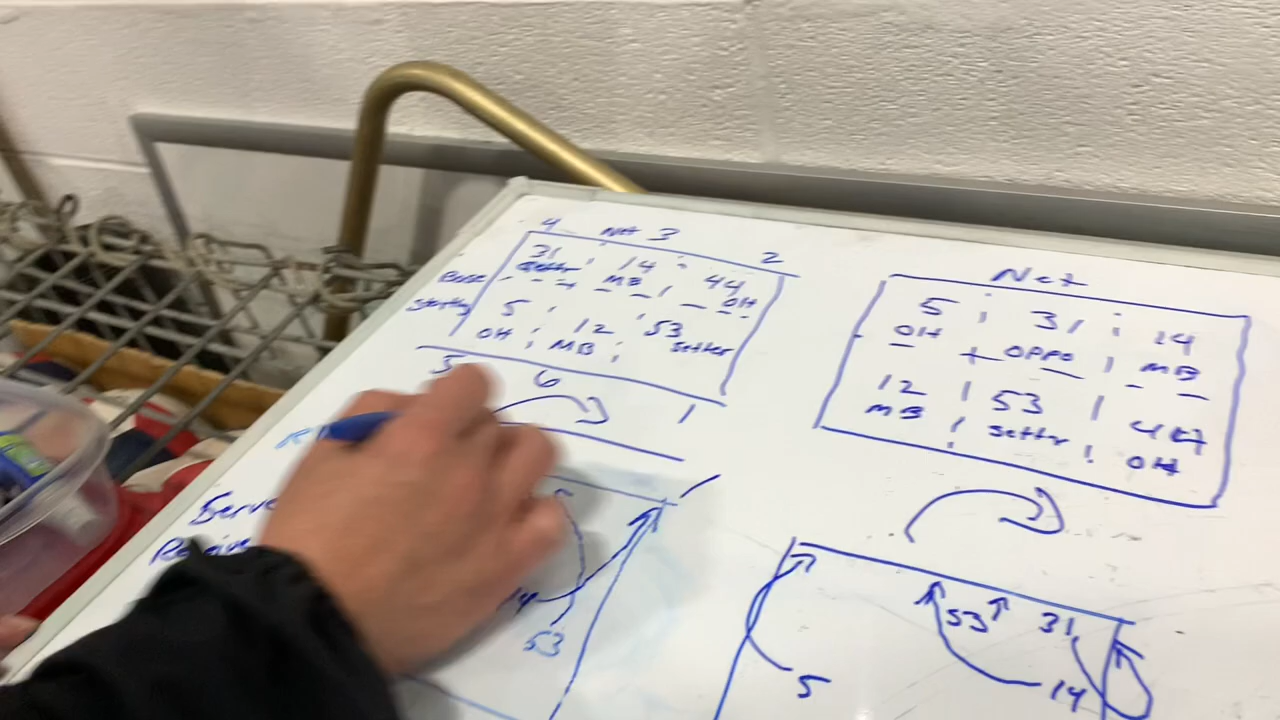 4 Net 3 2
31 14 44
Setter MB OH
Base
Starting
5 12 53
OH MB Setter
5 6 1
Serve
Receive
14
53
Net
5 31 14
OH OPPO MB
12 53 44
MB Setter OH
53 31
5 14